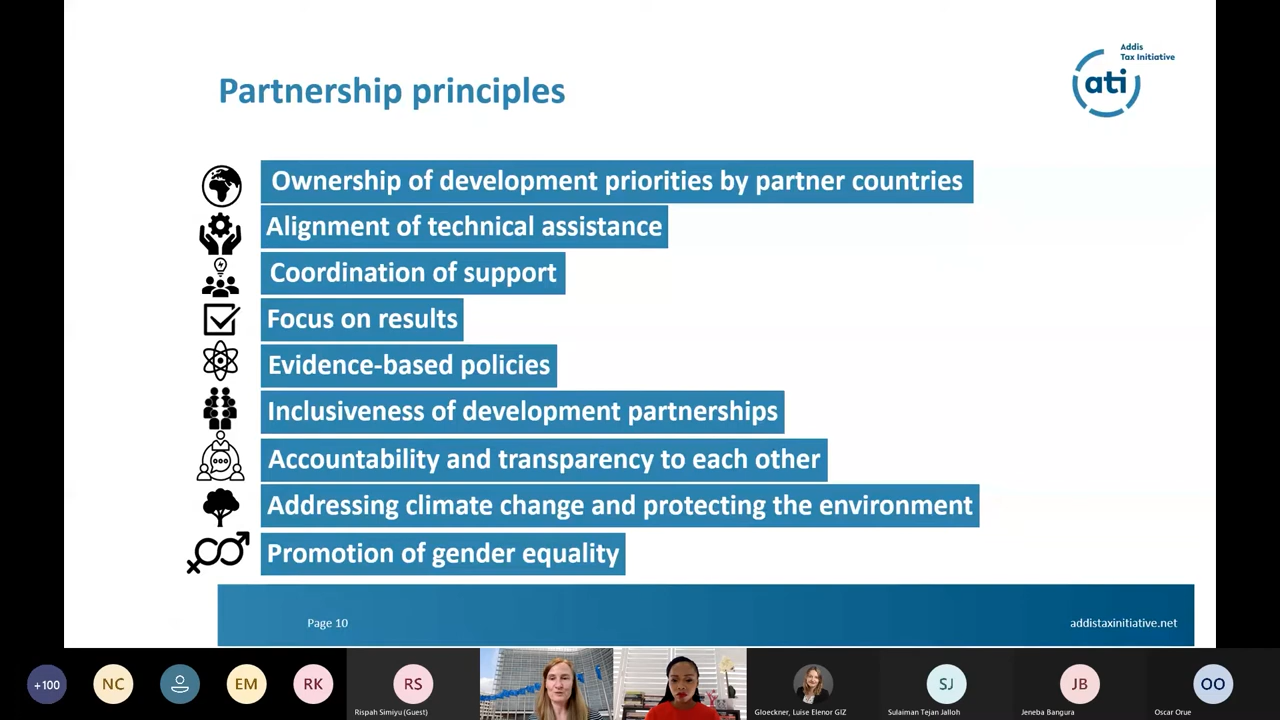 Addis
Tax Initiative
ati
Partnership principles
Ownership of development priorities by partner countries
Alignment of technical assistance
Coordination of support
Focus on results
Evidence-based policies
Inclusiveness of development partnerships
Accountability and transparency to each other
Addressing climate change and protecting the environment
Promotion of gender equality
Page 10
addistaxinitiative.net
+100
NC
EM
RK
RS
SJ
JB
OO
Rispah Simiyu (Guest)
Gloeckner, Luise Elenor GIZ
Sulaiman Tejan Jalloh
Jeneba Bangura
Oscar Orue